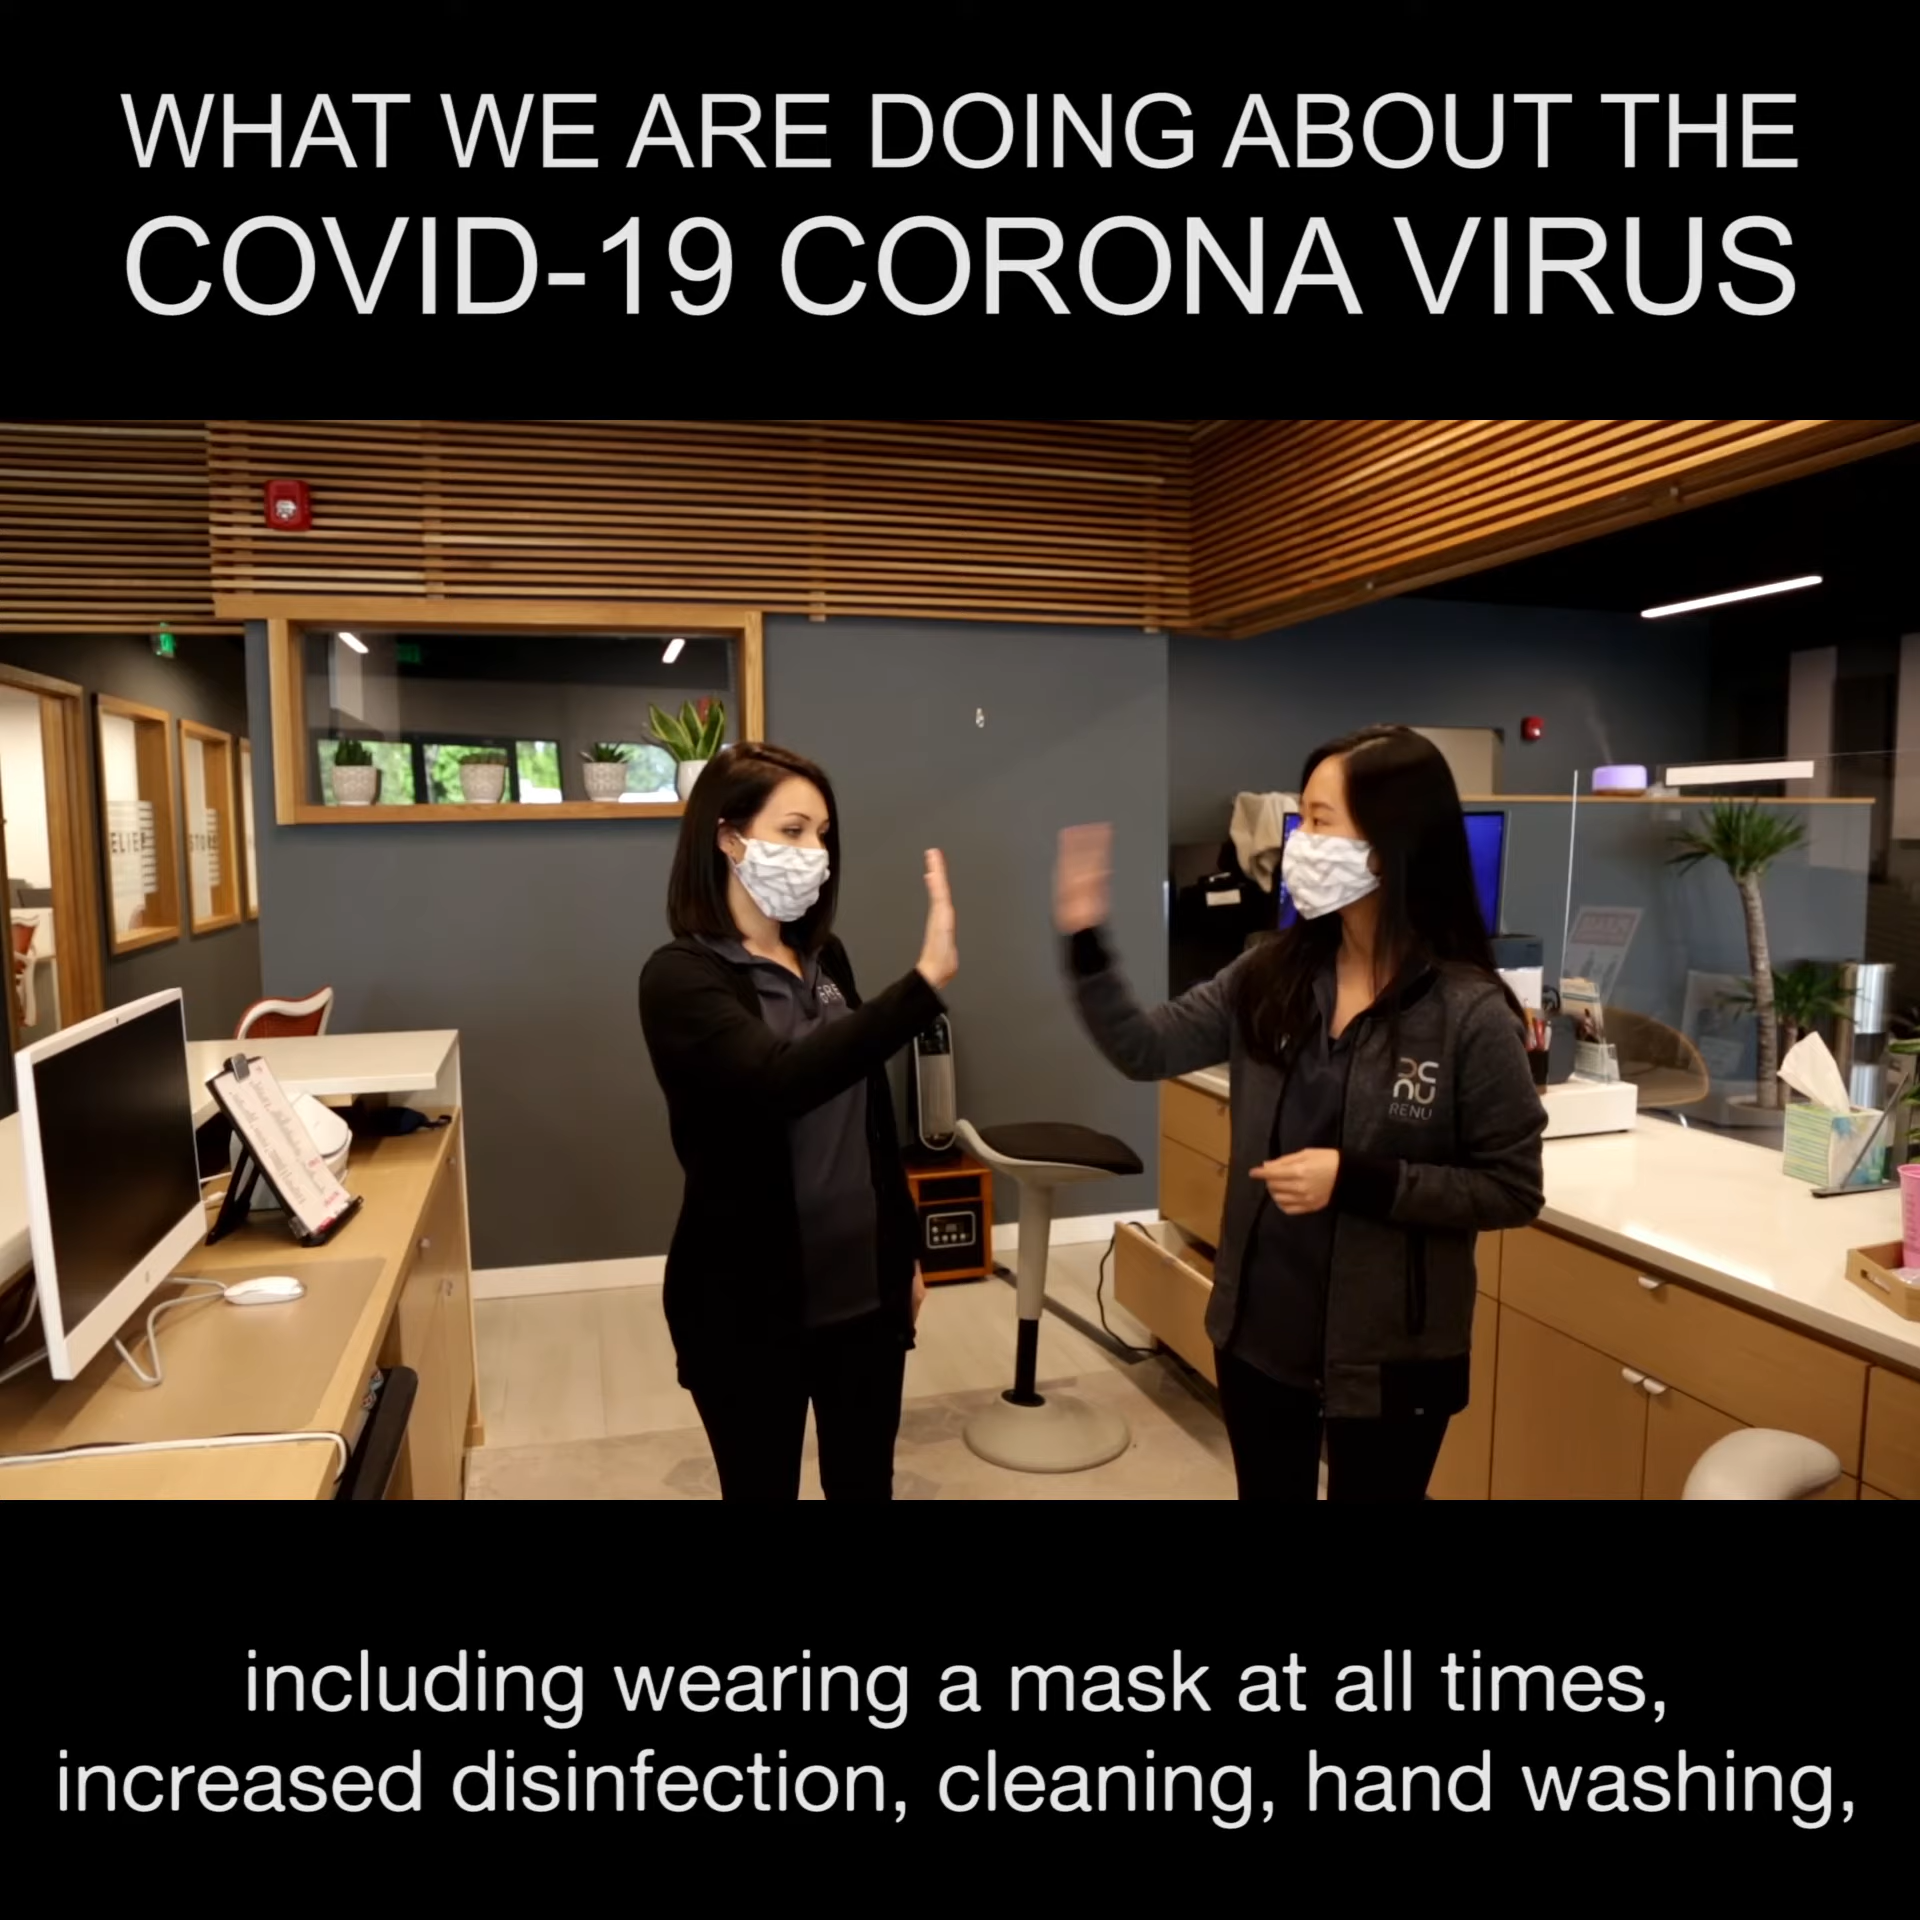 WHAT WE ARE DOING ABOUT THE
COVID-19 CORONA VIRUS
RENU
including wearing a mask at all times,
increased disinfection, cleaning, hand washing,